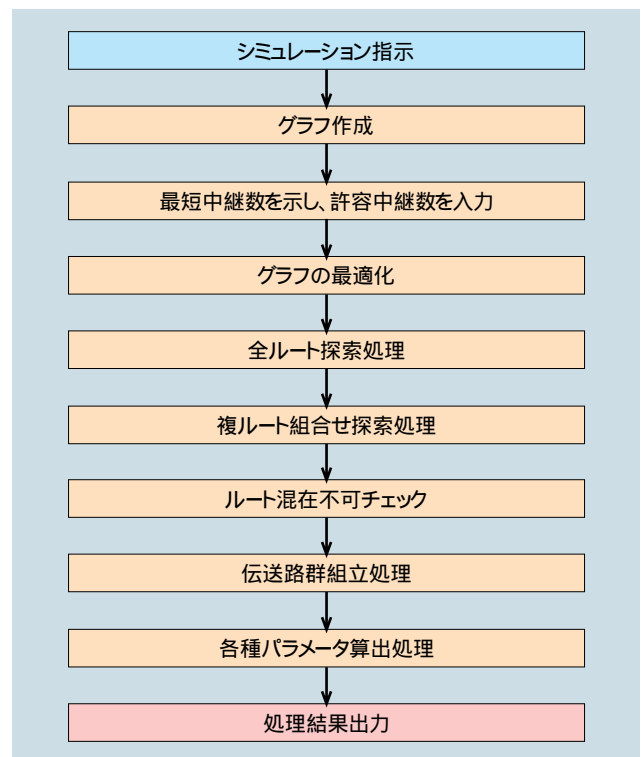 シミュレーション指示
グラフ作成
最短中継数を示し、許容中継数を入力
グラフの最適化
全ルート探索処理
複ルート組合せ探索処理
ルート混在不可チェック
伝送路群組立処理
各種パラメータ算出処理
処理結果出力